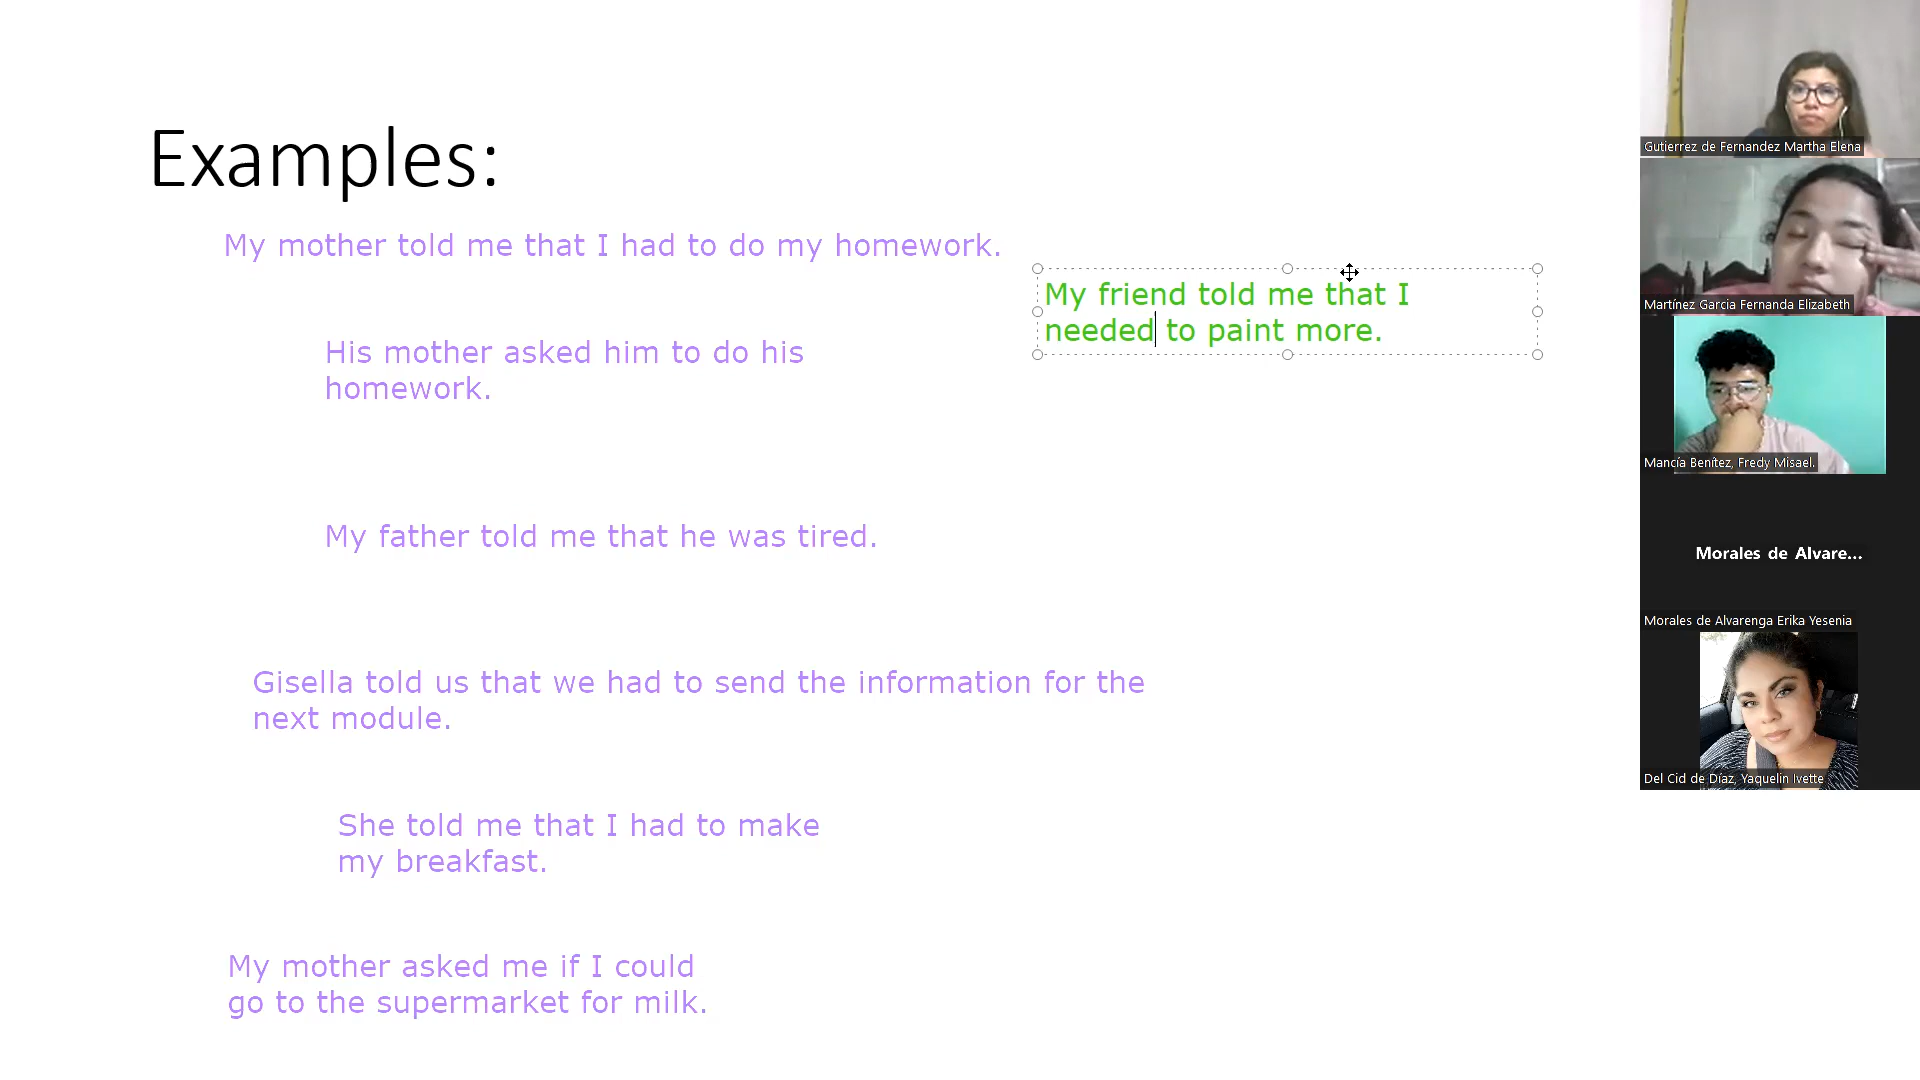 Examples:
My mother told me that I had to do my homework.
My friend told me that I
needed to paint more.
His mother asked him to do his
homework.
My father told me that he was tired.
Gisella told us that we had to send the information for the
next module.
She told me that I had to make
my breakfast.
My mother asked me if I could
go to the supermarket for milk.
Gutierrez de Fernandez Martha Elena
Martínez Garcia Fernanda Elizabeth
Mancía Benítez, Fredy Misael.
Morales de Alvare...
Morales de Alvarenga Erika Yesenia
Del Cid de Díaz, Yaquelin Ivette